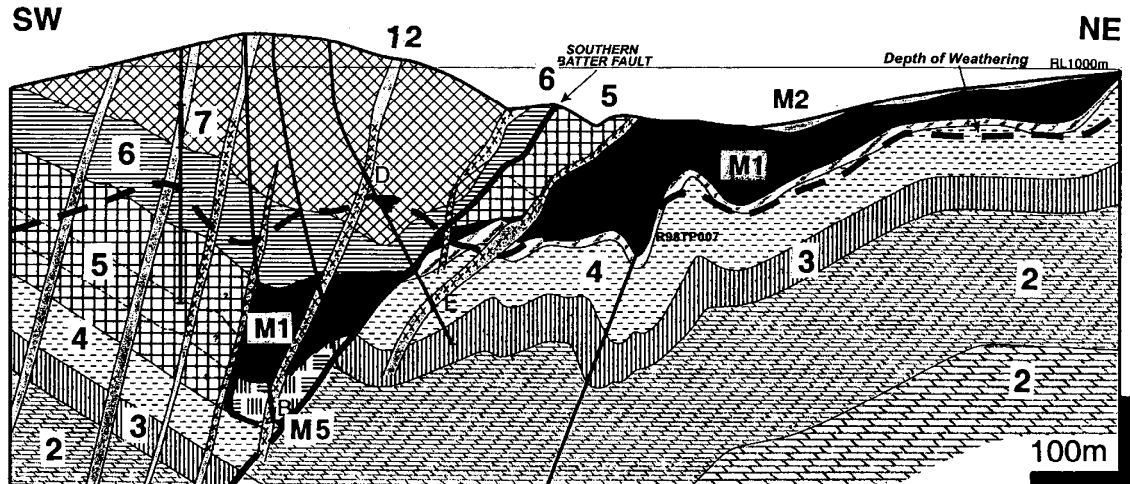 SW
NE
12
SOUTHERN
BATTER FAULT
Depth of Weathering
RL1000m
6
5
M2
7
6
M1
D
R98TP007
5
4
3
2
E
M1
4
2
B
M5
3
2
100m